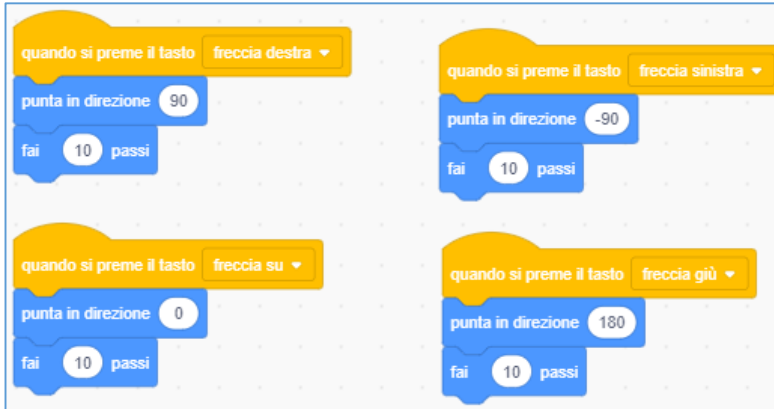 quando si preme il tasto freccia destra
punta in direzione 90
fai 10 passi
quando si preme il tasto freccia sinistra
punta in direzione -90
fai 10 passi
quando si preme il tasto freccia su
punta in direzione 0
fai 10 passi
quando si preme il tasto freccia giù
punta in direzione 180
fai 10 passi